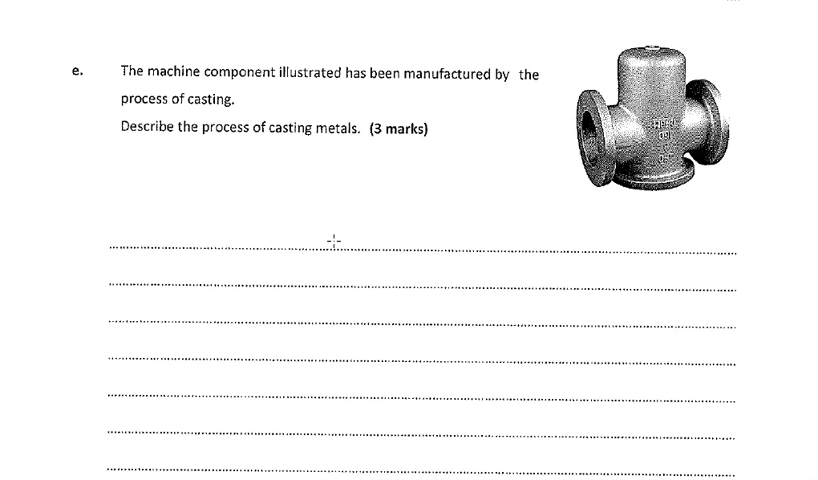 e. The machine component illustrated has been manufactured by the
process of casting.
Describe the process of casting metals. (3 marks)